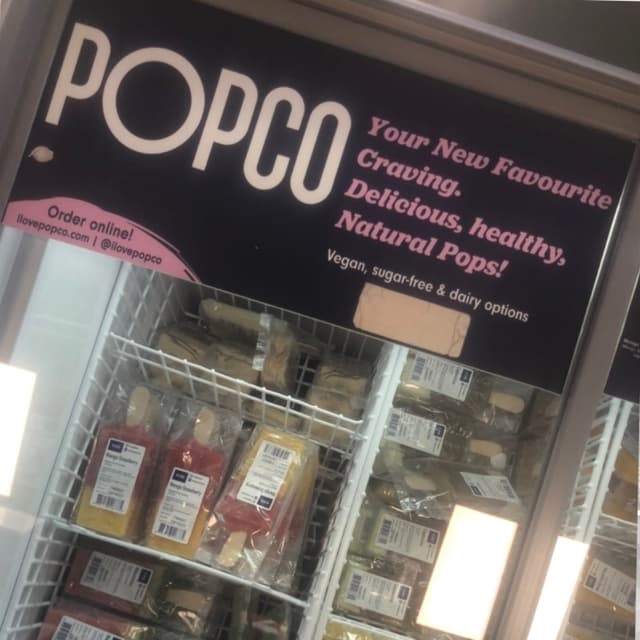 POPCO
Your New Favourite
Craving.
Delicious, healthy,
Natural Pops!
Vegan, sugar-free & dairy options
Order online!
ilovepopco.com | @ilovepopco